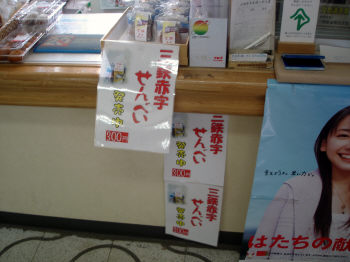 三鉄赤字
せんべい
発売中
300円
三鉄赤字
せんべい
発売中
300円
三鉄赤字
せんべい
発売中
300円
はたちの献